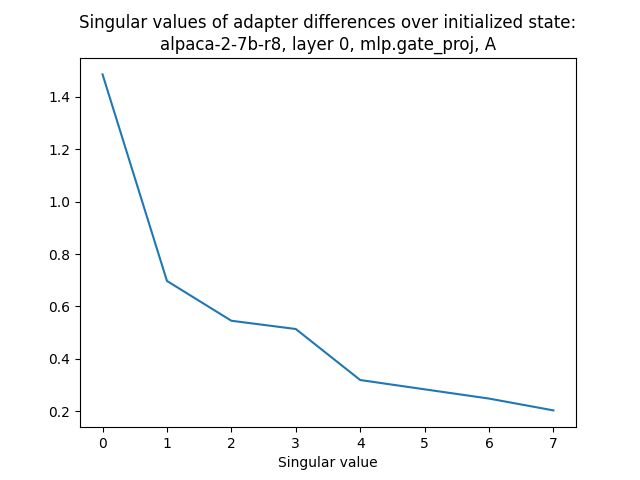 Singular values of adapter differences over initialized state:
alpaca-2-7b-r8, layer 0, mlp.gate_proj, A
1.4
1.2
1.0
0.8
0.6
0.4
0.2
0 1 2 3 4 5 6 7
Singular value